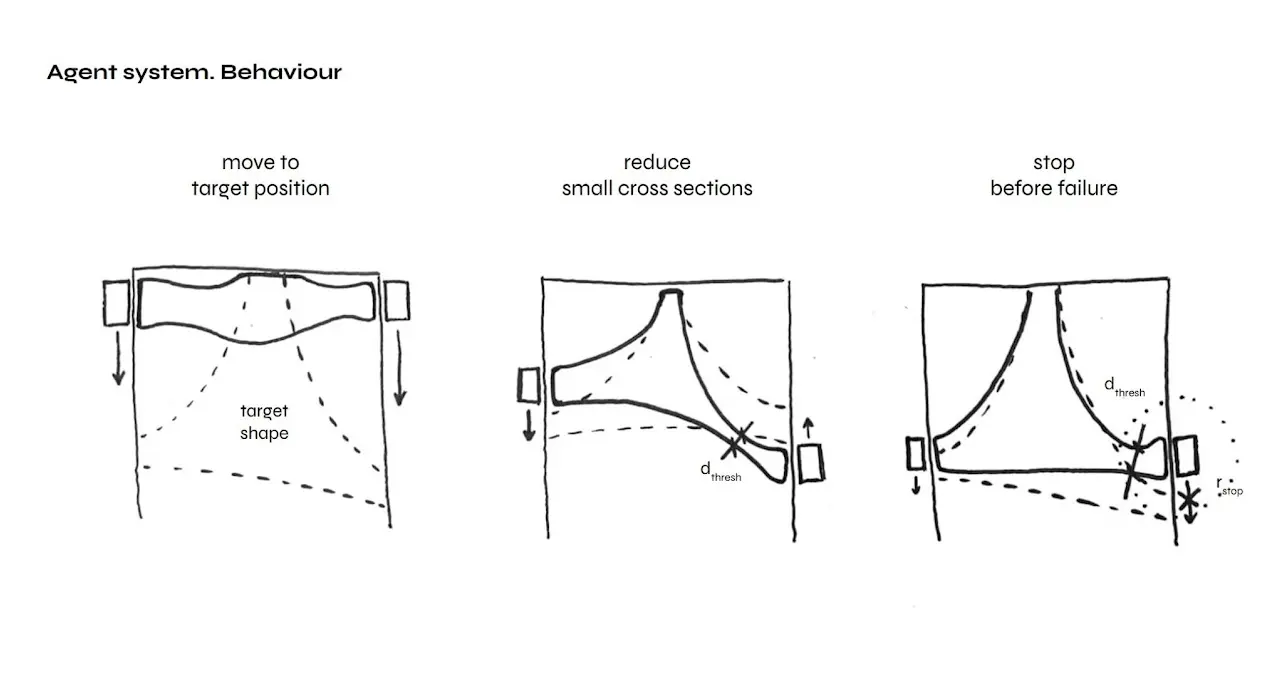 Agent system. Behaviour
move to
target position
reduce
small cross sections
stop
before failure
target
shape
d thresh
d thresh
r stop